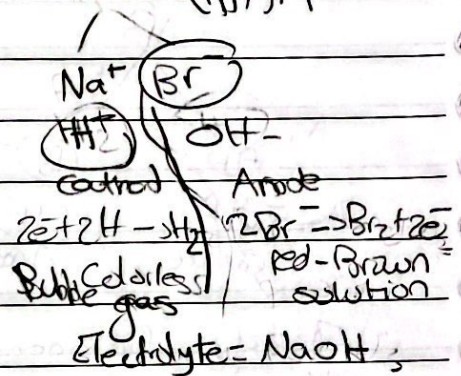 Na⁺ Br⁻
H⁺ OH-
cathod Anode
2e⁻+2H→H₂ 2Br⁻→Br₂+2e⁻
Bubble Colorless gas red-Brown solution
Electrolyte = NaOH,